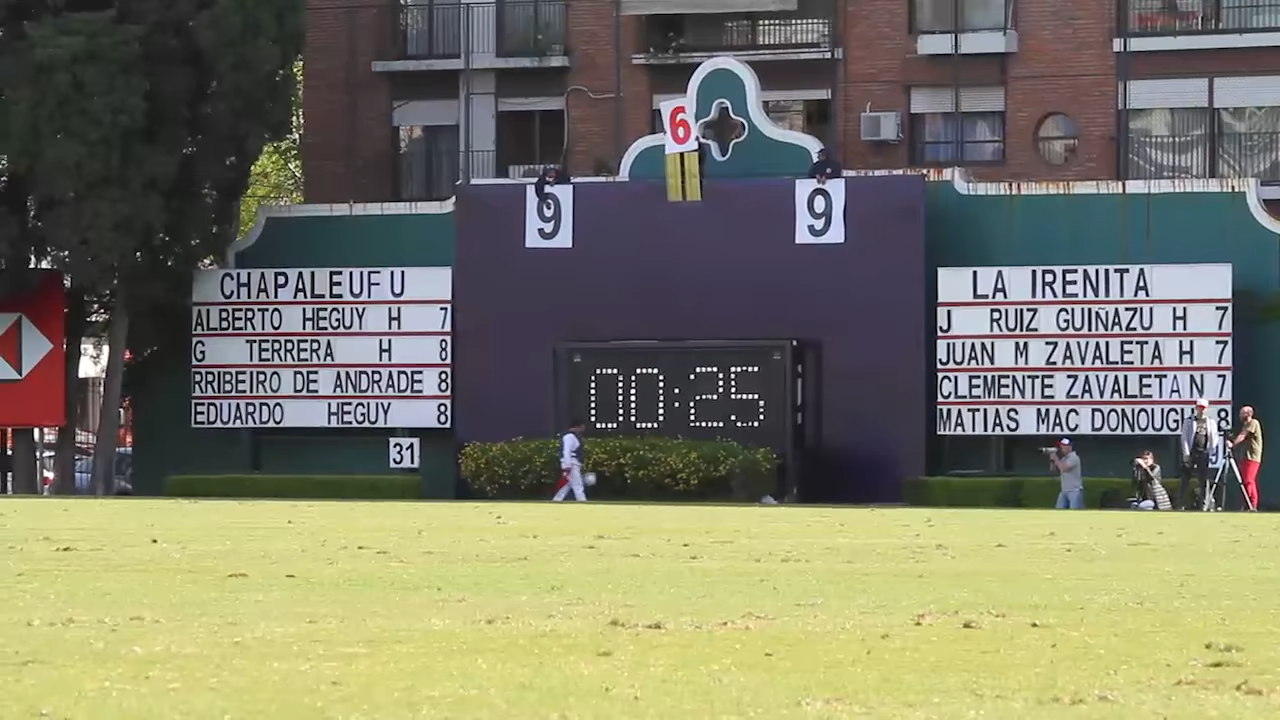 6
9 9
CHAPALEUFU
ALBERTO HEGUY H 7
G TERRERA H 8
RRIBEIRO DE ANDRADE 8
EDUARDO HEGUY 8
31
00:25
LA IRENITA
J RUIZ GUIÑAZU H 7
JUAN M ZAVALETA H 7
CLEMENTE ZAVALETA N 7
MATIAS MAC DONOUGH 8